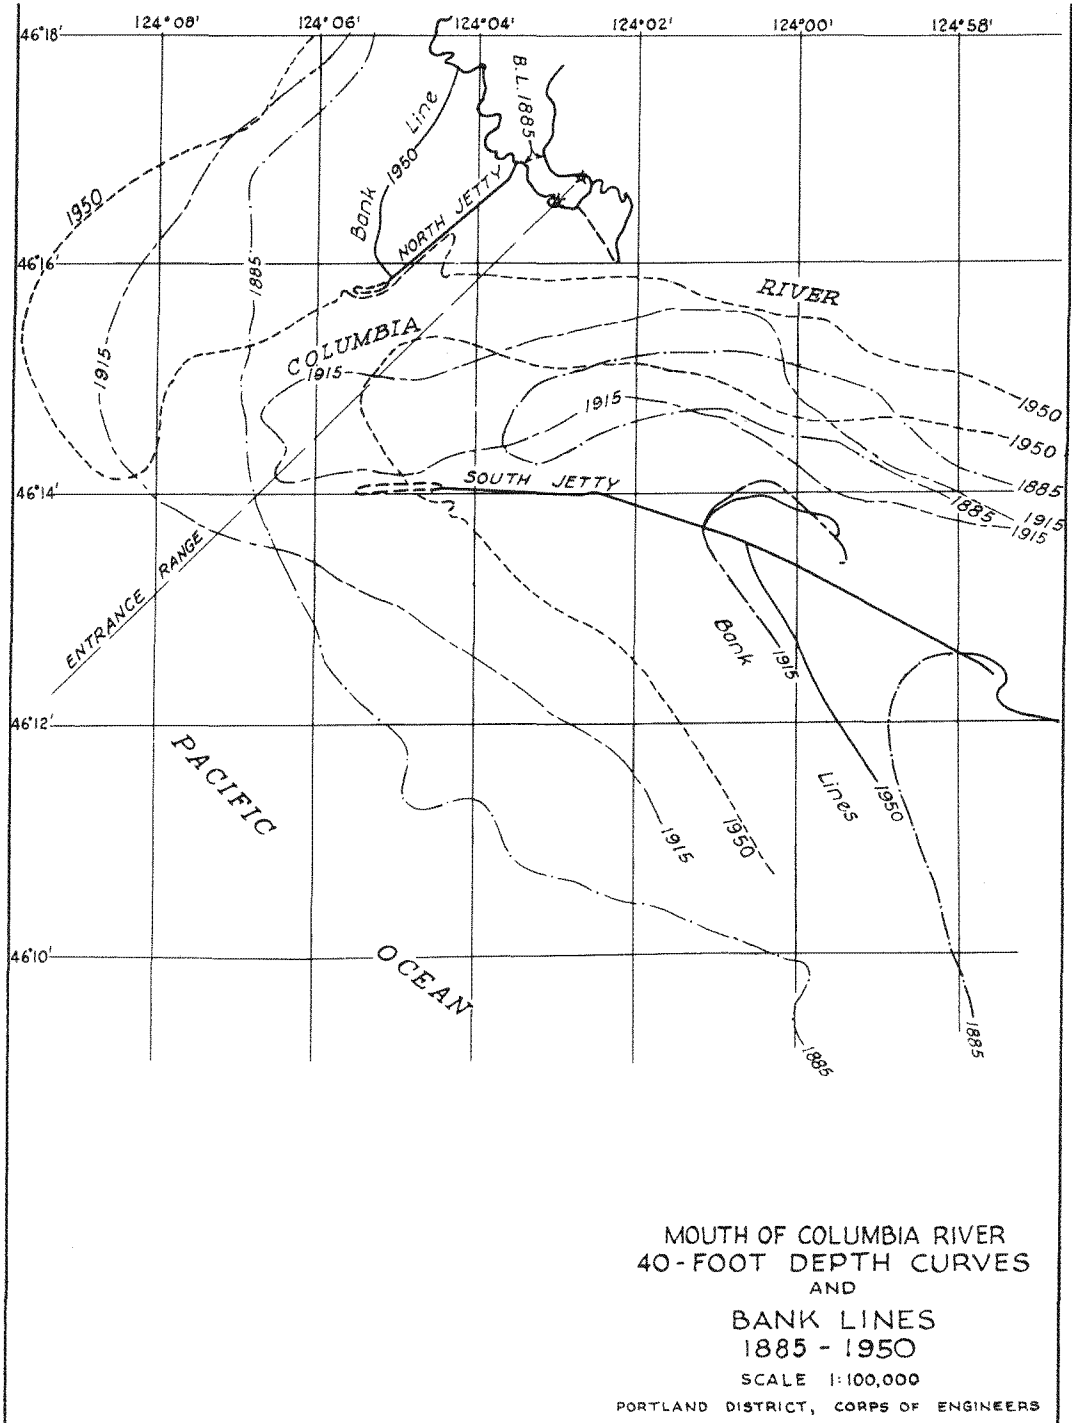 124° 08' 124° 06' 124° 04' 124° 02' 124° 00' 124° 58'
46° 18'
B.L. 1885
Bank 1950 Line
1950
NORTH JETTY
46° 16'
1885
RIVER
COLUMBIA
1915
1915
1915
1950
1950
SOUTH JETTY
1885
46° 14'
1885
1915
1915
ENTRANCE RANGE
Bank
1915
46° 12'
PACIFIC
Lines
1950
1915
1950
46° 10'
OCEAN
1885
1885
MOUTH OF COLUMBIA RIVER
40-FOOT DEPTH CURVES
AND
BANK LINES
1885 - 1950
SCALE 1:100,000
PORTLAND DISTRICT, CORPS OF ENGINEERS